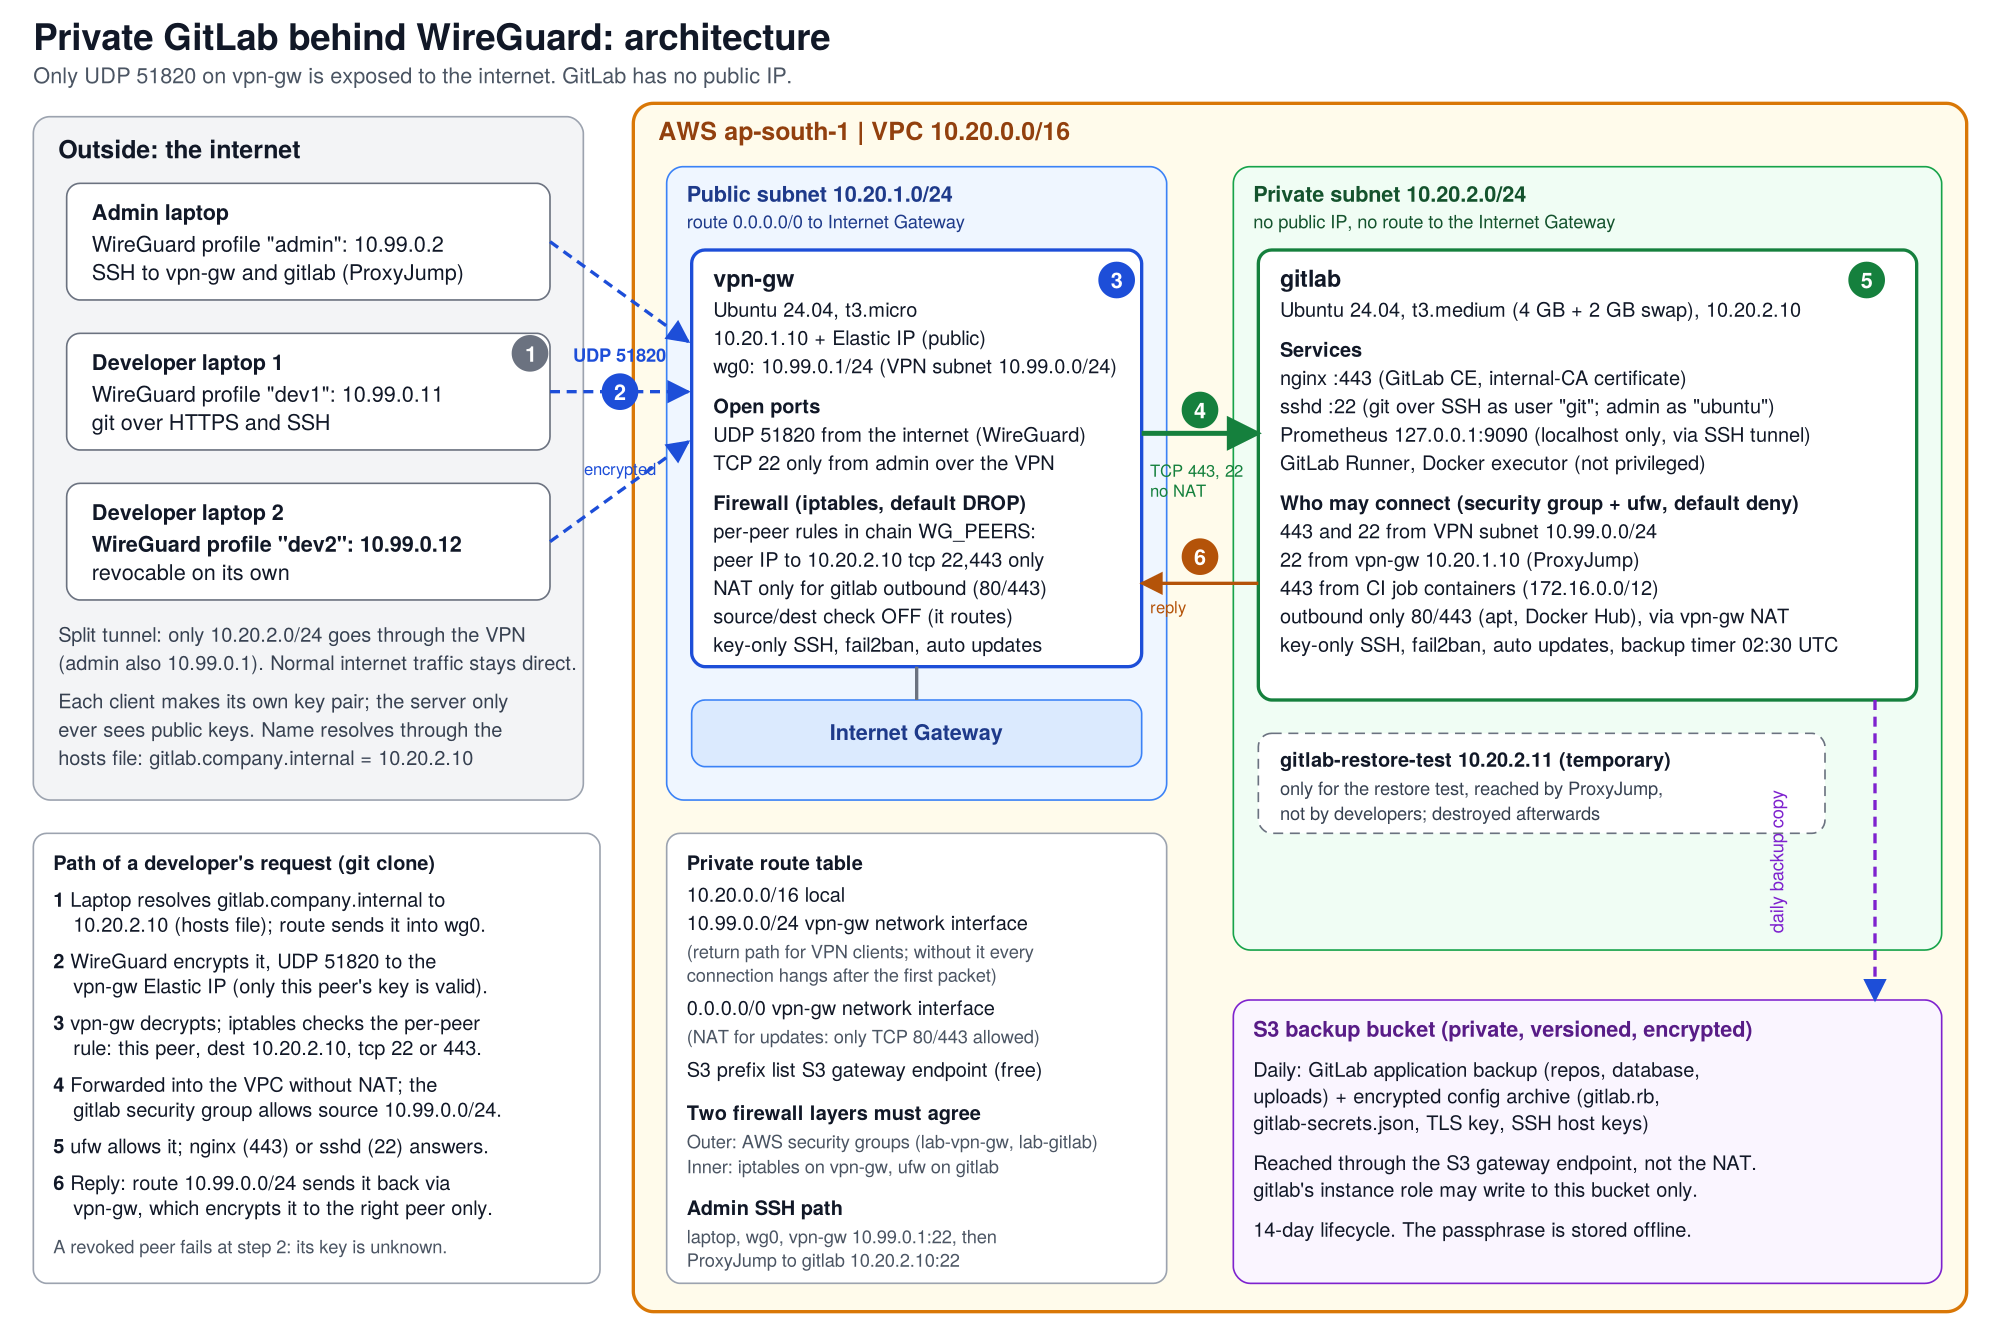 Private GitLab behind WireGuard: architecture
Only UDP 51820 on vpn-gw is exposed to the internet. GitLab has no public IP.
Outside: the internet
Admin laptop
WireGuard profile "admin": 10.99.0.2
SSH to vpn-gw and gitlab (ProxyJump)
1
Developer laptop 1
WireGuard profile "dev1": 10.99.0.11
git over HTTPS and SSH
Developer laptop 2
WireGuard profile "dev2": 10.99.0.12
revocable on its own
Split tunnel: only 10.20.2.0/24 goes through the VPN
(admin also 10.99.0.1). Normal internet traffic stays direct.
Each client makes its own key pair; the server only
ever sees public keys. Name resolves through the
hosts file: gitlab.company.internal = 10.20.2.10
UDP 51820
2
encrypted
AWS ap-south-1 | VPC 10.20.0.0/16
Public subnet 10.20.1.0/24
route 0.0.0.0/0 to Internet Gateway
vpn-gw
3
Ubuntu 24.04, t3.micro
10.20.1.10 + Elastic IP (public)
wg0: 10.99.0.1/24 (VPN subnet 10.99.0.0/24)
Open ports
UDP 51820 from the internet (WireGuard)
TCP 22 only from admin over the VPN
Firewall (iptables, default DROP)
per-peer rules in chain WG_PEERS:
peer IP to 10.20.2.10 tcp 22,443 only
NAT only for gitlab outbound (80/443)
source/dest check OFF (it routes)
key-only SSH, fail2ban, auto updates
Internet Gateway
4
TCP 443, 22
no NAT
6
reply
Private subnet 10.20.2.0/24
no public IP, no route to the Internet Gateway
gitlab
5
Ubuntu 24.04, t3.medium (4 GB + 2 GB swap), 10.20.2.10
Services
nginx :443 (GitLab CE, internal-CA certificate)
sshd :22 (git over SSH as user "git"; admin as "ubuntu")
Prometheus 127.0.0.1:9090 (localhost only, via SSH tunnel)
GitLab Runner, Docker executor (not privileged)
Who may connect (security group + ufw, default deny)
443 and 22 from VPN subnet 10.99.0.0/24
22 from vpn-gw 10.20.1.10 (ProxyJump)
443 from CI job containers (172.16.0.0/12)
outbound only 80/443 (apt, Docker Hub), via vpn-gw NAT
key-only SSH, fail2ban, auto updates, backup timer 02:30 UTC
gitlab-restore-test 10.20.2.11 (temporary)
only for the restore test, reached by ProxyJump,
not by developers; destroyed afterwards
daily backup copy
Path of a developer's request (git clone)
1 Laptop resolves gitlab.company.internal to
10.20.2.10 (hosts file); route sends it into wg0.
2 WireGuard encrypts it, UDP 51820 to the
vpn-gw Elastic IP (only this peer's key is valid).
3 vpn-gw decrypts; iptables checks the per-peer
rule: this peer, dest 10.20.2.10, tcp 22 or 443.
4 Forwarded into the VPC without NAT; the
gitlab security group allows source 10.99.0.0/24.
5 ufw allows it; nginx (443) or sshd (22) answers.
6 Reply: route 10.99.0.0/24 sends it back via
vpn-gw, which encrypts it to the right peer only.
A revoked peer fails at step 2: its key is unknown.
Private route table
10.20.0.0/16 local
10.99.0.0/24 vpn-gw network interface
(return path for VPN clients; without it every
connection hangs after the first packet)
0.0.0.0/0 vpn-gw network interface
(NAT for updates: only TCP 80/443 allowed)
S3 prefix list S3 gateway endpoint (free)
Two firewall layers must agree
Outer: AWS security groups (lab-vpn-gw, lab-gitlab)
Inner: iptables on vpn-gw, ufw on gitlab
Admin SSH path
laptop, wg0, vpn-gw 10.99.0.1:22, then
ProxyJump to gitlab 10.20.2.10:22
S3 backup bucket (private, versioned, encrypted)
Daily: GitLab application backup (repos, database,
uploads) + encrypted config archive (gitlab.rb,
gitlab-secrets.json, TLS key, SSH host keys)
Reached through the S3 gateway endpoint, not the NAT.
gitlab's instance role may write to this bucket only.
14-day lifecycle. The passphrase is stored offline.